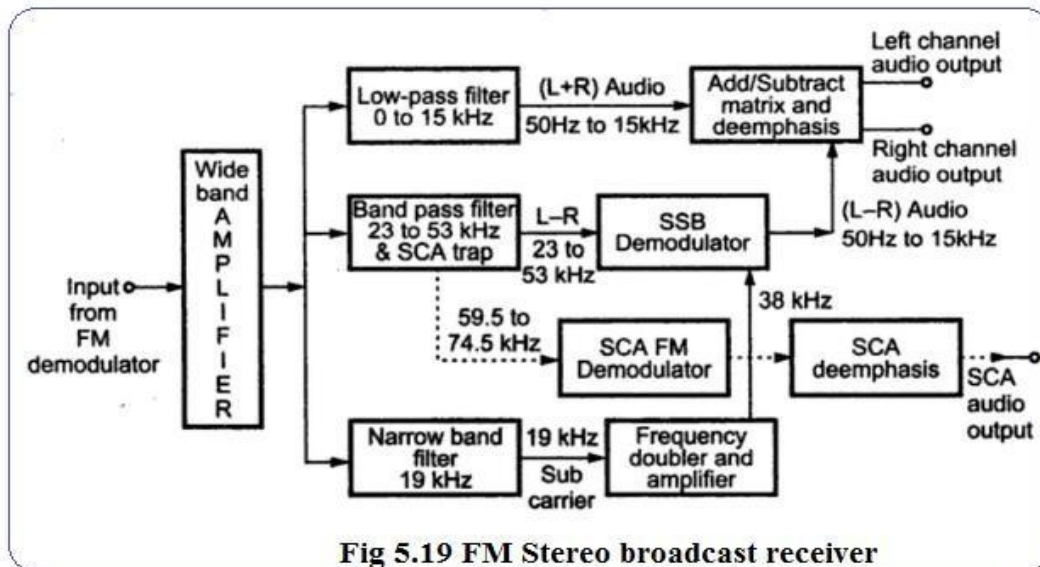 Left channel
audio output
Low-pass filter
0 to 15 kHz
(L+R) Audio
50Hz to 15kHz
Add/Subtract
matrix and
deemphasis
Right channel
audio output
Wide
band
A
M
P
L
I
F
I
E
R
Input
from
FM
demodulator
Band pass filter
23 to 53 kHz
& SCA trap
L–R
23 to
53 kHz
SSB
Demodulator
(L–R) Audio
50Hz to 15kHz
38 kHz
59.5 to
74.5 kHz
SCA FM
Demodulator
SCA
deemphasis
SCA
audio
output
Narrow band
filter
19 kHz
19 kHz
Sub
carrier
Frequency
doubler and
amplifier
Fig 5.19 FM Stereo broadcast receiver